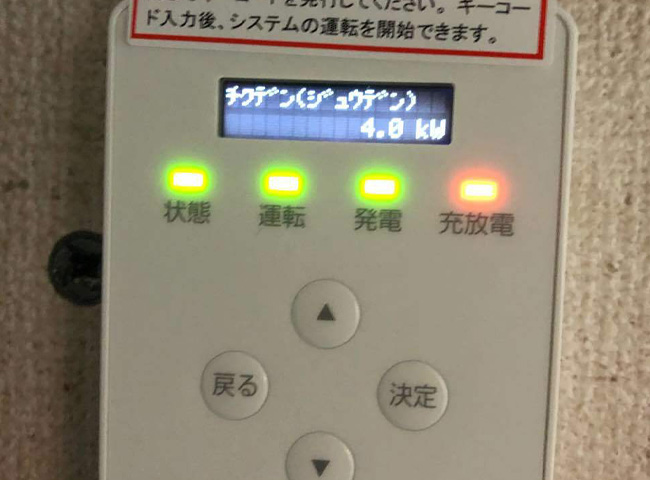 を発行してください。キーコー
ド入力後、システムの運転を開始できます。
チクデン(ジュウデン)
4.0 kW
状態 運転 発電 充放電
▲
戻る 決定
▼